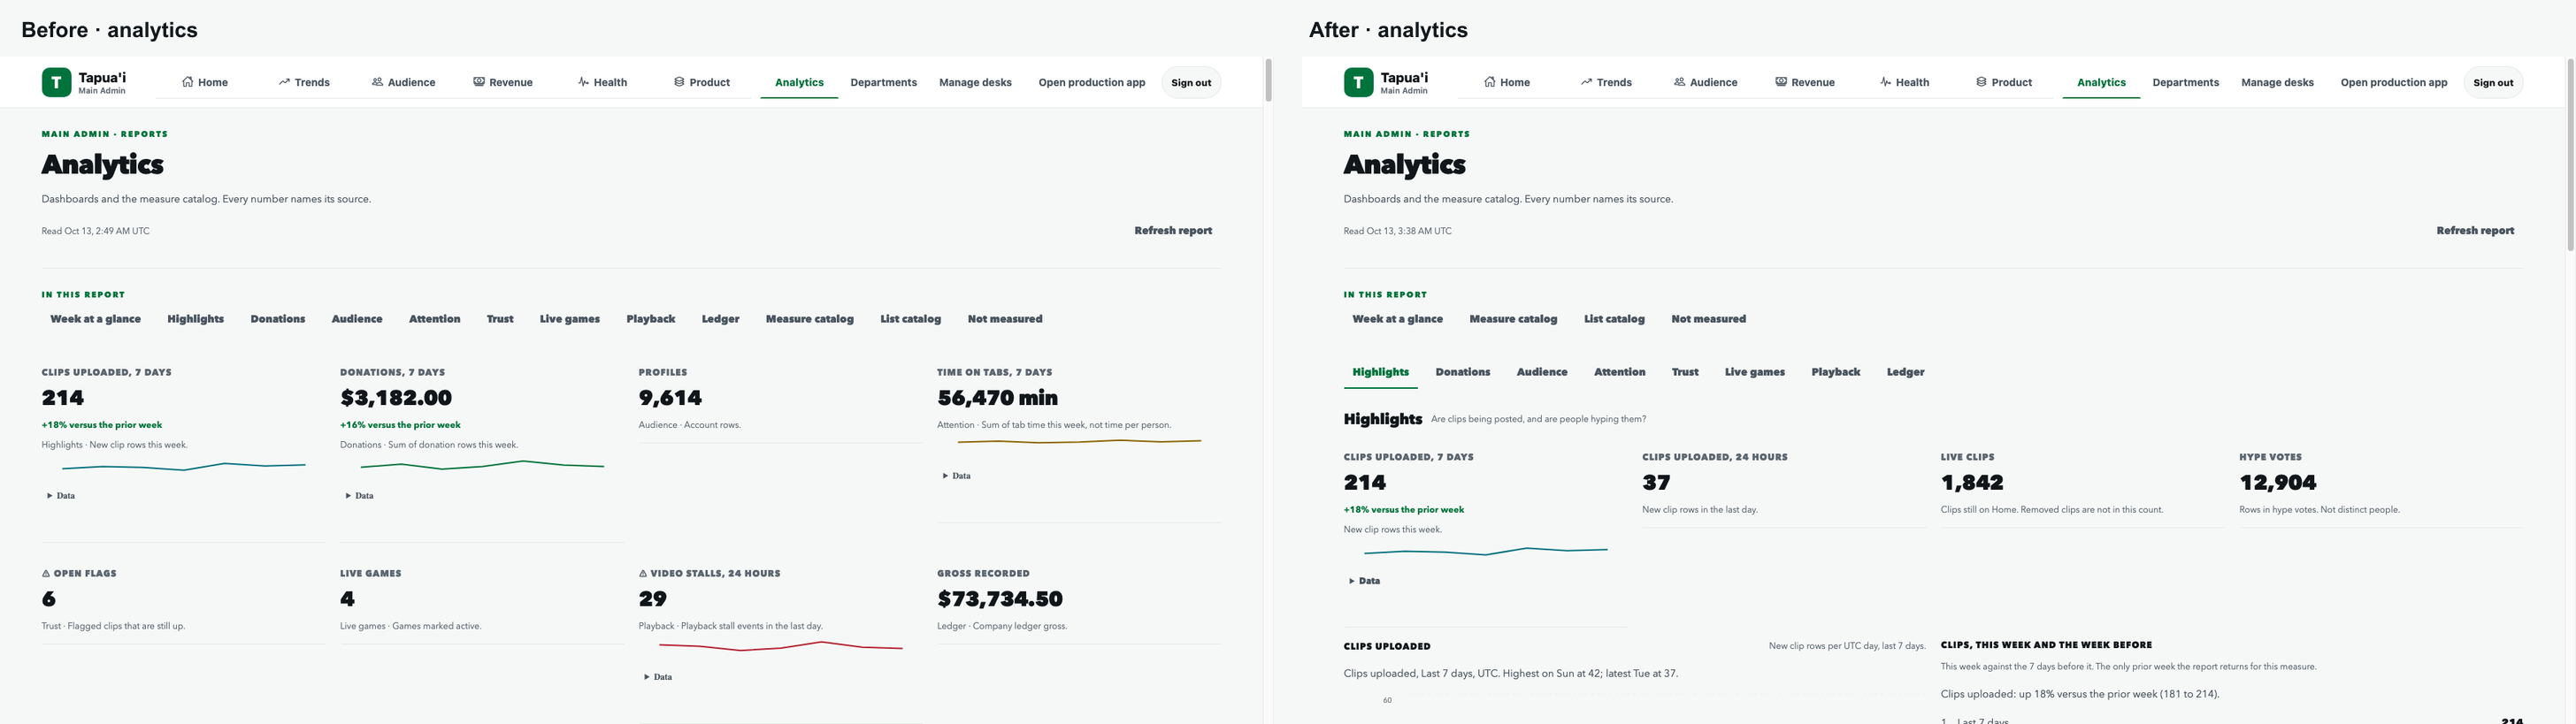 Before · analytics
T Tapua'i
Main Admin
Home Trends Audience Revenue Health Product Analytics Departments Manage desks Open production app Sign out
MAIN ADMIN · REPORTS
Analytics
Dashboards and the measure catalog. Every number names its source.
Read Oct 13, 2:49 AM UTC Refresh report
IN THIS REPORT
Week at a glance Highlights Donations Audience Attention Trust Live games Playback Ledger Measure catalog List catalog Not measured
CLIPS UPLOADED, 7 DAYS
214
+18% versus the prior week
Highlights · New clip rows this week.
Data
DONATIONS, 7 DAYS
$3,182.00
+16% versus the prior week
Donations · Sum of donation rows this week.
Data
PROFILES
9,614
Audience · Account rows.
TIME ON TABS, 7 DAYS
56,470 min
Attention · Sum of tab time this week, not time per person.
Data
OPEN FLAGS
6
Trust · Flagged clips that are still up.
LIVE GAMES
4
Live games · Games marked active.
VIDEO STALLS, 24 HOURS
29
Playback · Playback stall events in the last day.
Data
GROSS RECORDED
$73,734.50
Ledger · Company ledger gross.
After · analytics
T Tapua'i
Main Admin
Home Trends Audience Revenue Health Product Analytics Departments Manage desks Open production app Sign out
MAIN ADMIN · REPORTS
Analytics
Dashboards and the measure catalog. Every number names its source.
Read Oct 13, 3:38 AM UTC Refresh report
IN THIS REPORT
Week at a glance Measure catalog List catalog Not measured
Highlights Donations Audience Attention Trust Live games Playback Ledger
Highlights Are clips being posted, and are people hyping them?
CLIPS UPLOADED, 7 DAYS
214
+18% versus the prior week
New clip rows this week.
Data
CLIPS UPLOADED, 24 HOURS
37
New clip rows in the last day.
LIVE CLIPS
1,842
Clips still on Home. Removed clips are not in this count.
HYPE VOTES
12,904
Rows in hype votes. Not distinct people.
CLIPS UPLOADED New clip rows per UTC day, last 7 days.
Clips uploaded, Last 7 days, UTC. Highest on Sun at 42; latest Tue at 37.
60
CLIPS, THIS WEEK AND THE WEEK BEFORE
This week against the 7 days before it. The only prior week the report returns for this measure.
Clips uploaded: up 18% versus the prior week (181 to 214).
1. Last 7 days 214